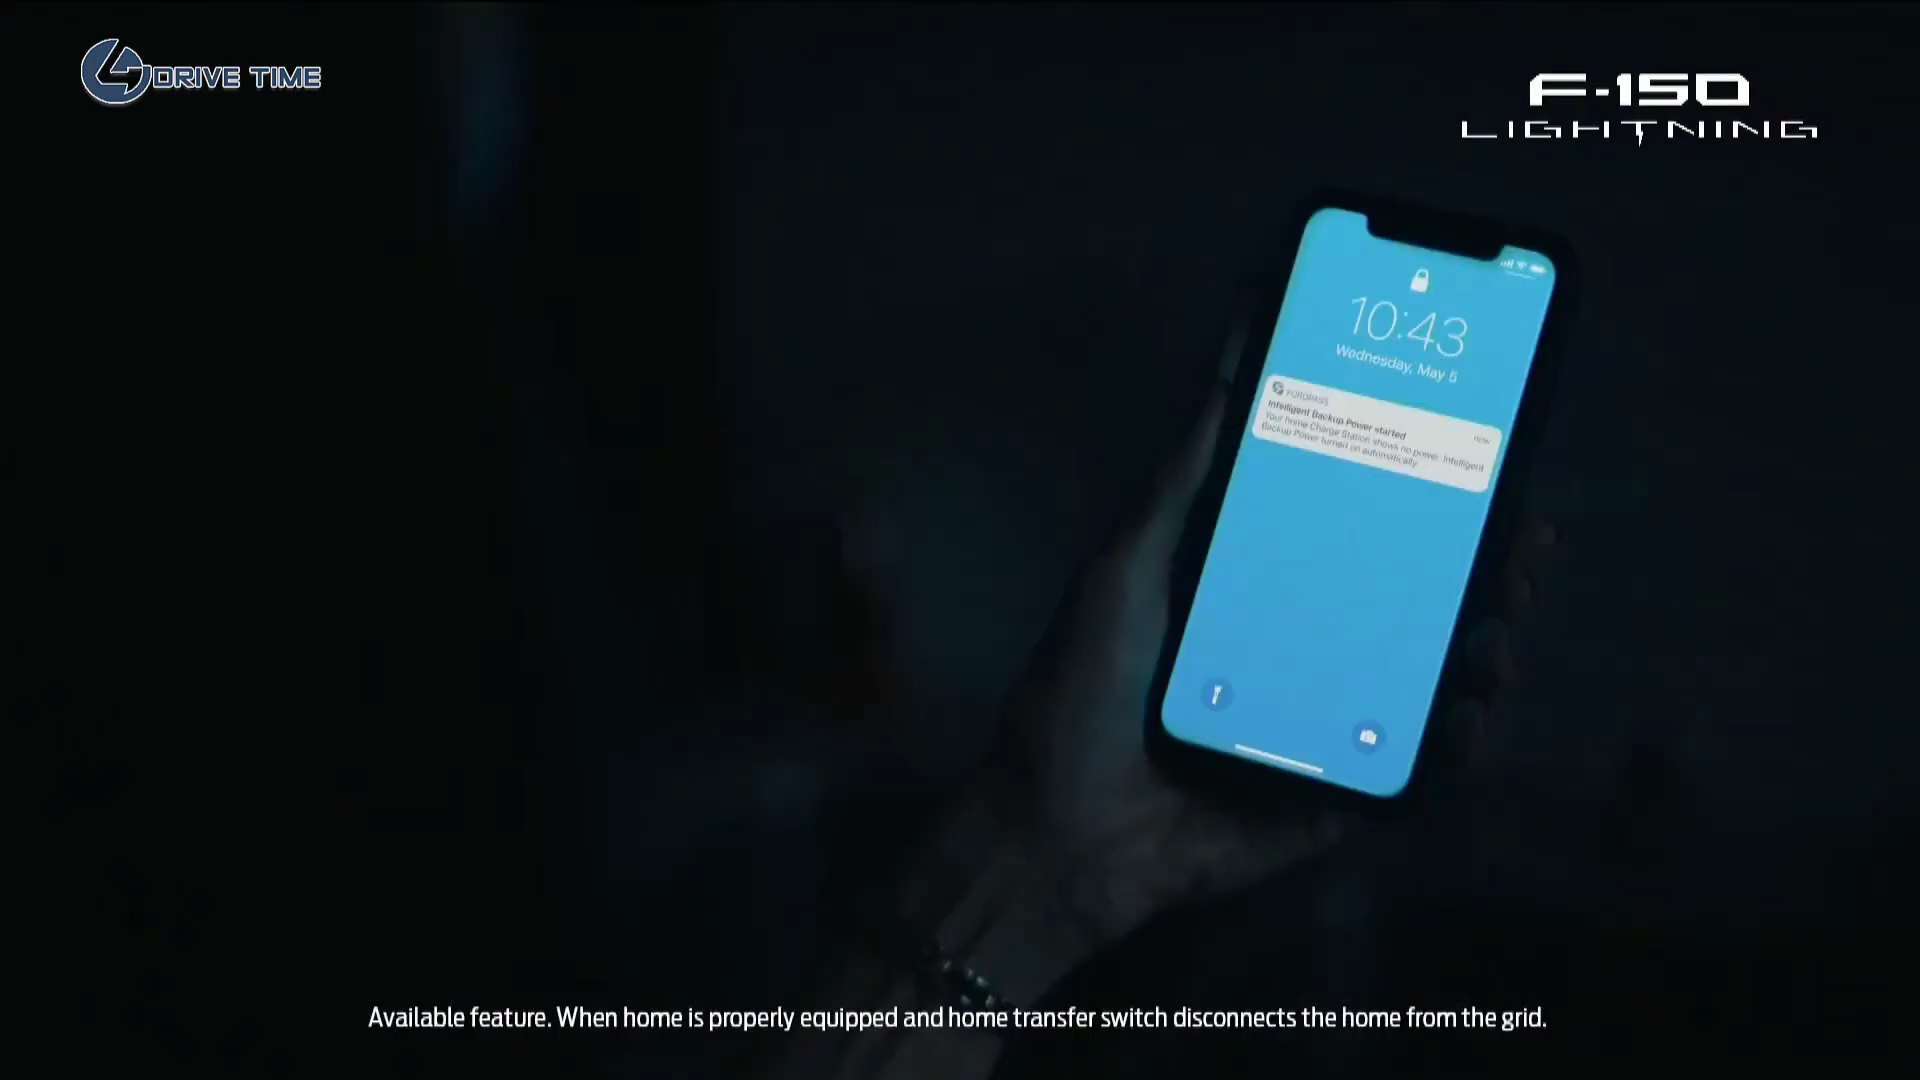 DRIVE TIME
F-150
LIGHTNING
10:43
Wednesday, May 5
FORDPASS
now
Intelligent Backup Power started
Your home Charge Station shows no power. Intelligent
Backup Power turned on automatically.
Available feature. When home is properly equipped and home transfer switch disconnects the home from the grid.